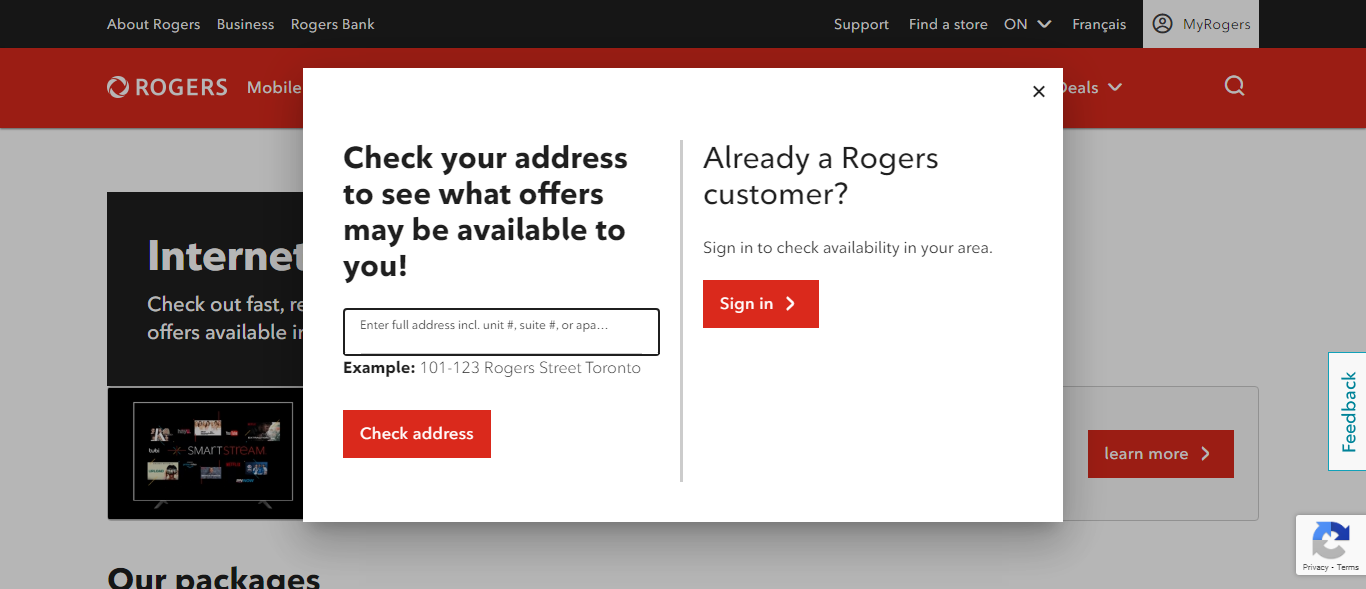 About Rogers Business Rogers Bank
Support Find a store ON Français MyRogers
ROGERS Mobile
Deals
Check your address
to see what offers
may be available to
you!
Enter full address incl. unit #, suite #, or apa…
Example: 101-123 Rogers Street Toronto
Check address
Already a Rogers
customer?
Sign in to check availability in your area.
Sign in
Internet
Check out fast, re
offers available in
tubi SMARTSTREAM
learn more
Feedback
Privacy - Terms
Our packages